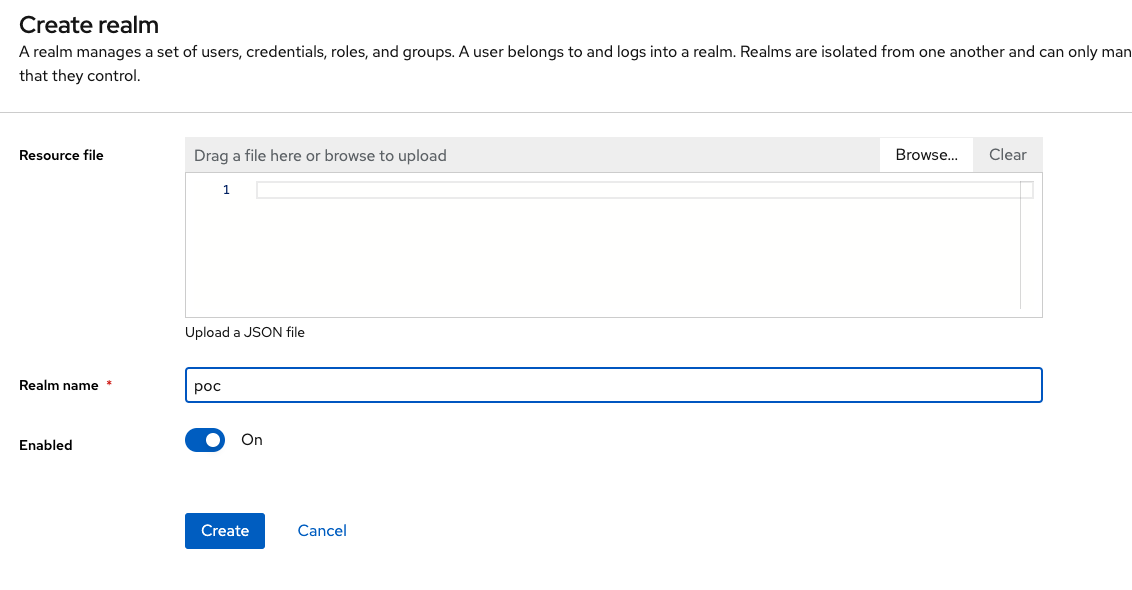 Create realm
A realm manages a set of users, credentials, roles, and groups. A user belongs to and logs into a realm. Realms are isolated from one another and can only man
that they control.
Resource file
Drag a file here or browse to upload
Browse...
Clear
1
Upload a JSON file
Realm name *
poc
Enabled
On
Create
Cancel